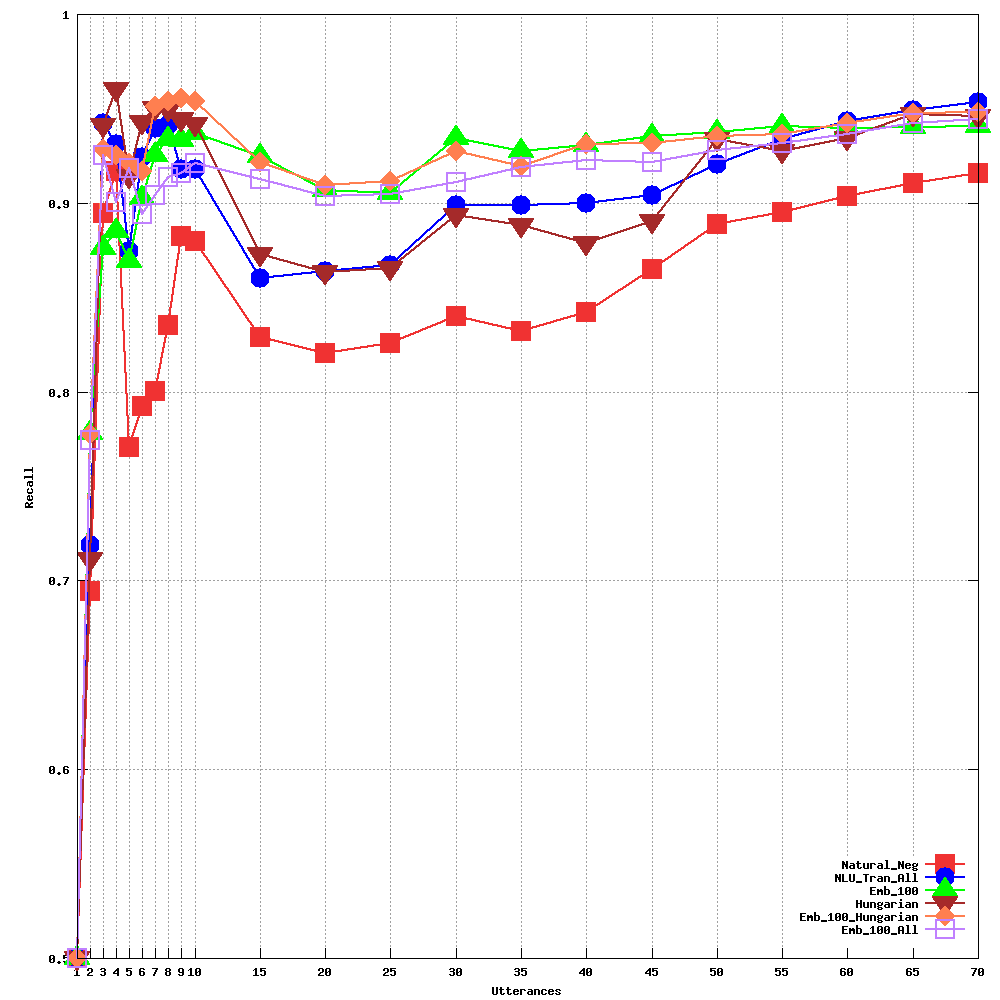 1
0.9
0.8
0.7
0.6
0.5
Recall
1 2 3 4 5 6 7 8 9 10 15 20 25 30 35 40 45 50 55 60 65 70
Utterances
Natural_Neg
NLU_Tran_All
Emb_100
Hungarian
Emb_100_Hungarian
Emb_100_All